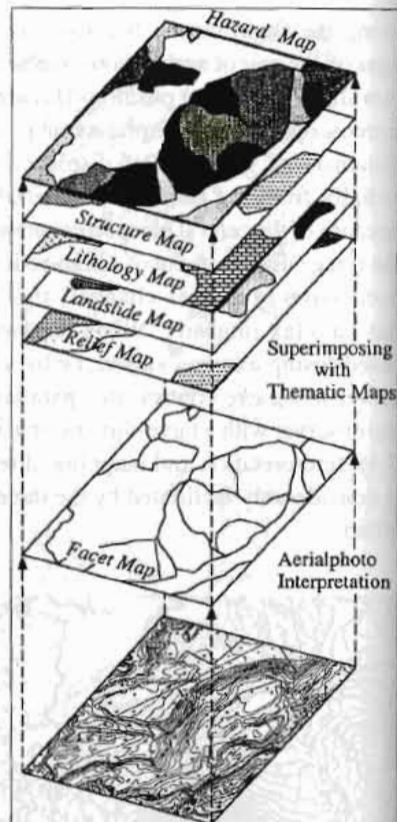 Hazard Map
Structure Map
Lithology Map
Landslide Map
Relief Map
Superimposing
with
Thematic Maps
Facet Map
Aerialphoto
Interpretation